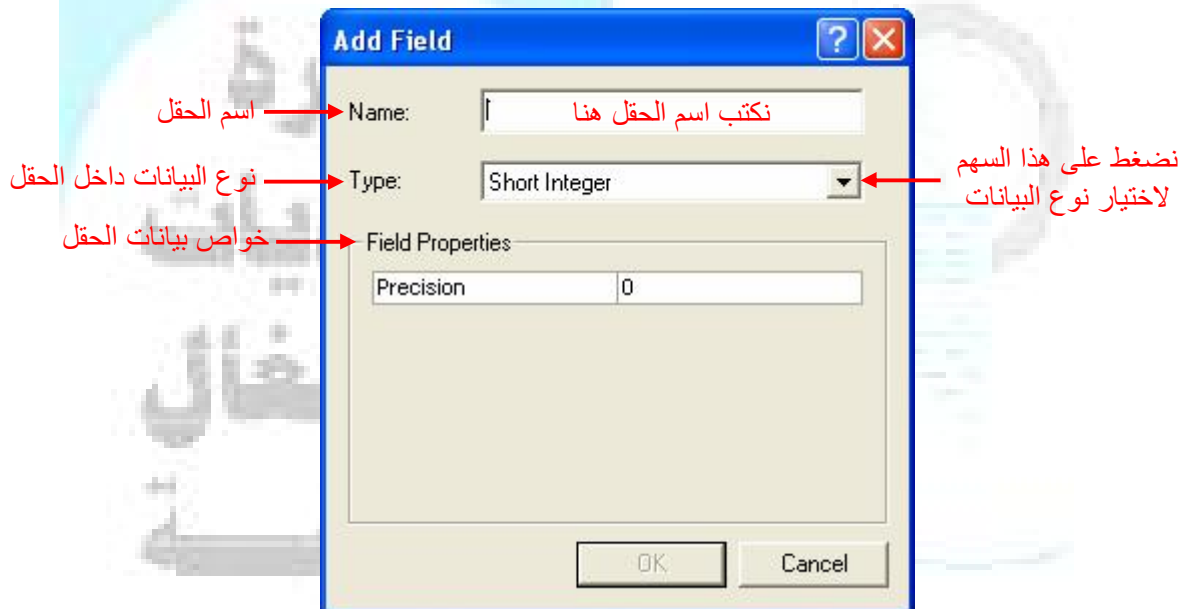 Add Field
اسم الحقل
Name:
نكتب اسم الحقل هنا
نوع البيانات داخل الحقل
Type:
Short Integer
نضغط على هذا السهم
لاختيار نوع البيانات
خواص بيانات الحقل
Field Properties
Precision
0
OK
Cancel